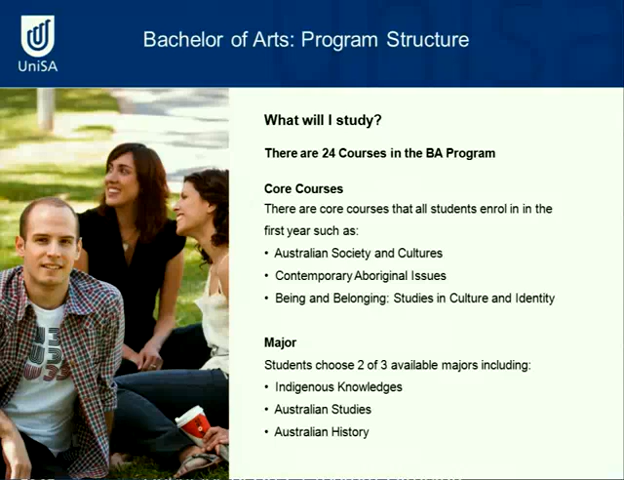 Bachelor of Arts: Program Structure
UniSA
What will I study?
There are 24 Courses in the BA Program
Core Courses
There are core courses that all students enrol in in the
first year such as:
• Australian Society and Cultures
• Contemporary Aboriginal Issues
• Being and Belonging: Studies in Culture and Identity
Major
Students choose 2 of 3 available majors including:
• Indigenous Knowledges
• Australian Studies
• Australian History